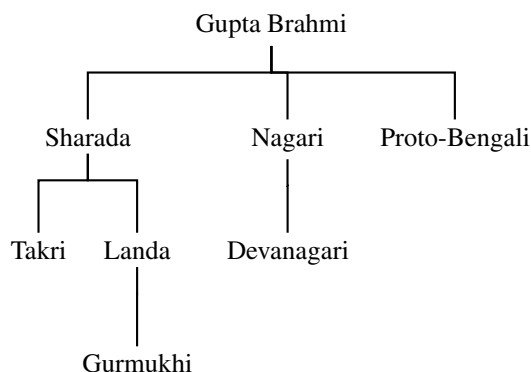 Gupta Brahmi
Sharada Nagari Proto-Bengali
Takri Landa Devanagari
Gurmukhi